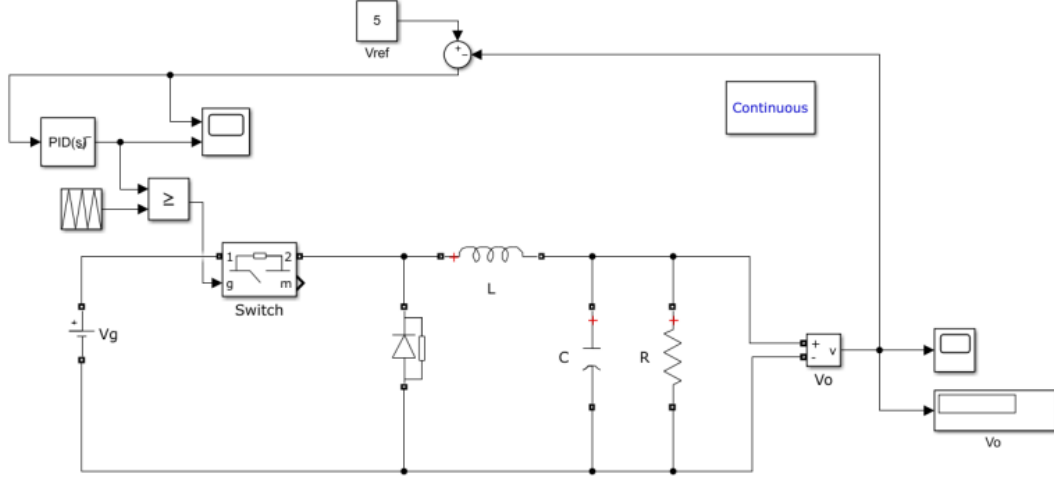 5
Vref
+
-
Continuous
PID(s)
≥
1
2
g
m
Switch
L
+
Vg
C
R
+
-
v
Vo
Vo